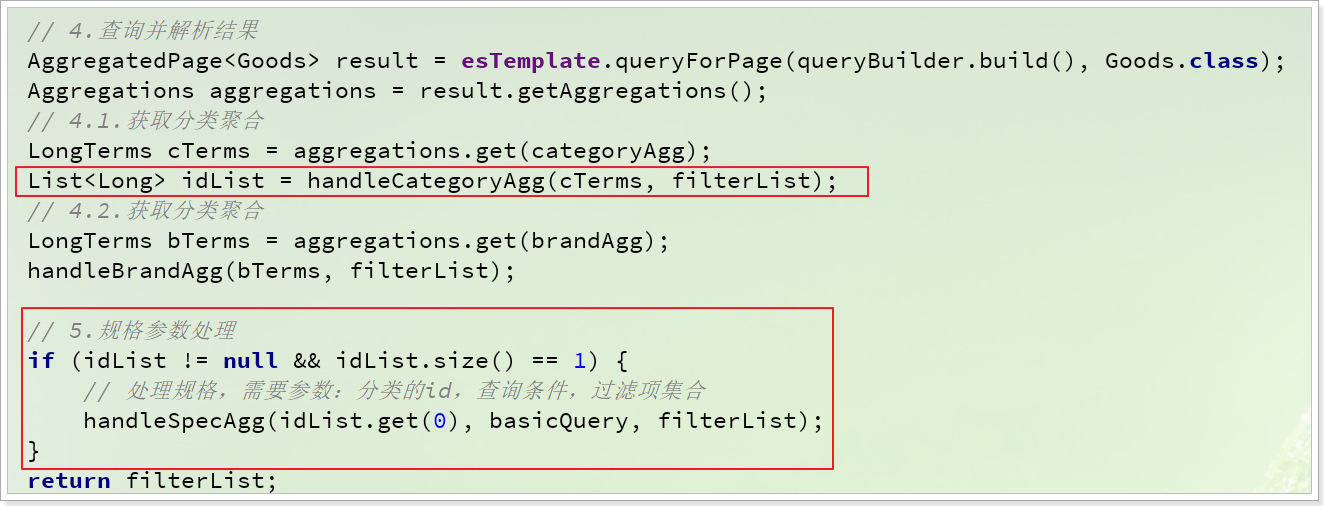 // 4.查询并解析结果
AggregatedPage<Goods> result = esTemplate.queryForPage(queryBuilder.build(), Goods.class);
Aggregations aggregations = result.getAggregations();
// 4.1.获取分类聚合
LongTerms cTerms = aggregations.get(categoryAgg);
List<Long> idList = handleCategoryAgg(cTerms, filterList);
// 4.2.获取分类聚合
LongTerms bTerms = aggregations.get(brandAgg);
handleBrandAgg(bTerms, filterList);
// 5.规格参数处理
if (idList != null && idList.size() == 1) {
// 处理规格，需要参数：分类的id，查询条件，过滤项集合
handleSpecAgg(idList.get(0), basicQuery, filterList);
}
return filterList;